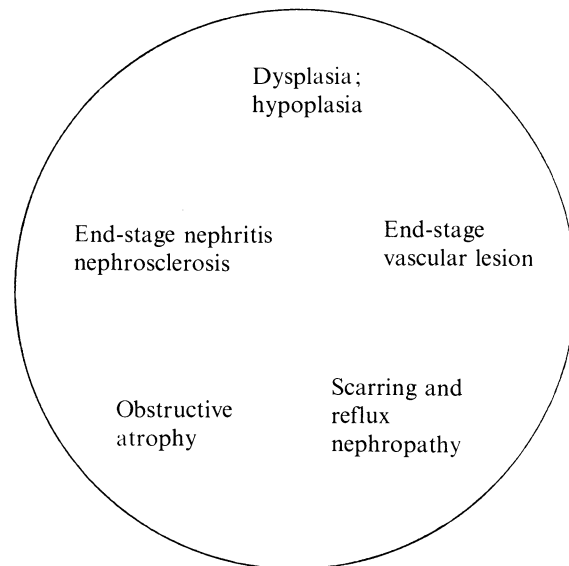 Dysplasia;
hypoplasia
End-stage nephritis
nephrosclerosis
End-stage
vascular lesion
Obstructive
atrophy
Scarring and
reflux
nephropathy